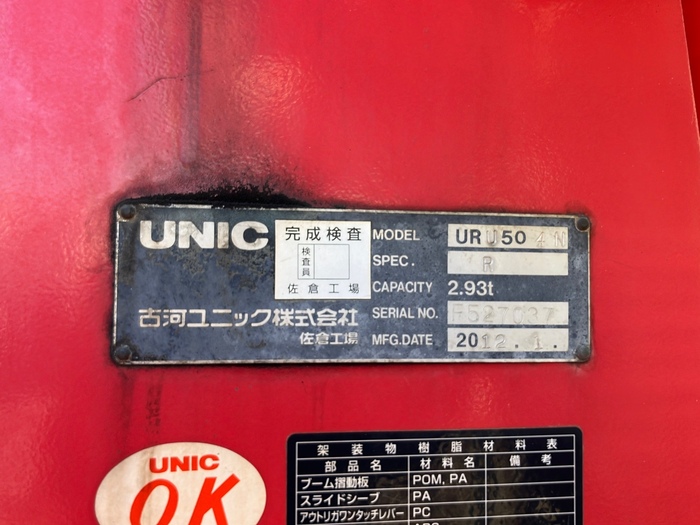 UNIC
完成検査
検査員
佐倉工場
古河ユニック株式会社
佐倉工場
MODEL URU504N
SPEC. R
CAPACITY 2.93t
SERIAL NO. F527037
MFG.DATE 2012.1.
UNIC
OK
架装物樹脂材料表
部品名 材料名 備考
ブーム摺動板 POM, PA
スライドシーブ PA
アウトリガワンタッチレバー PC